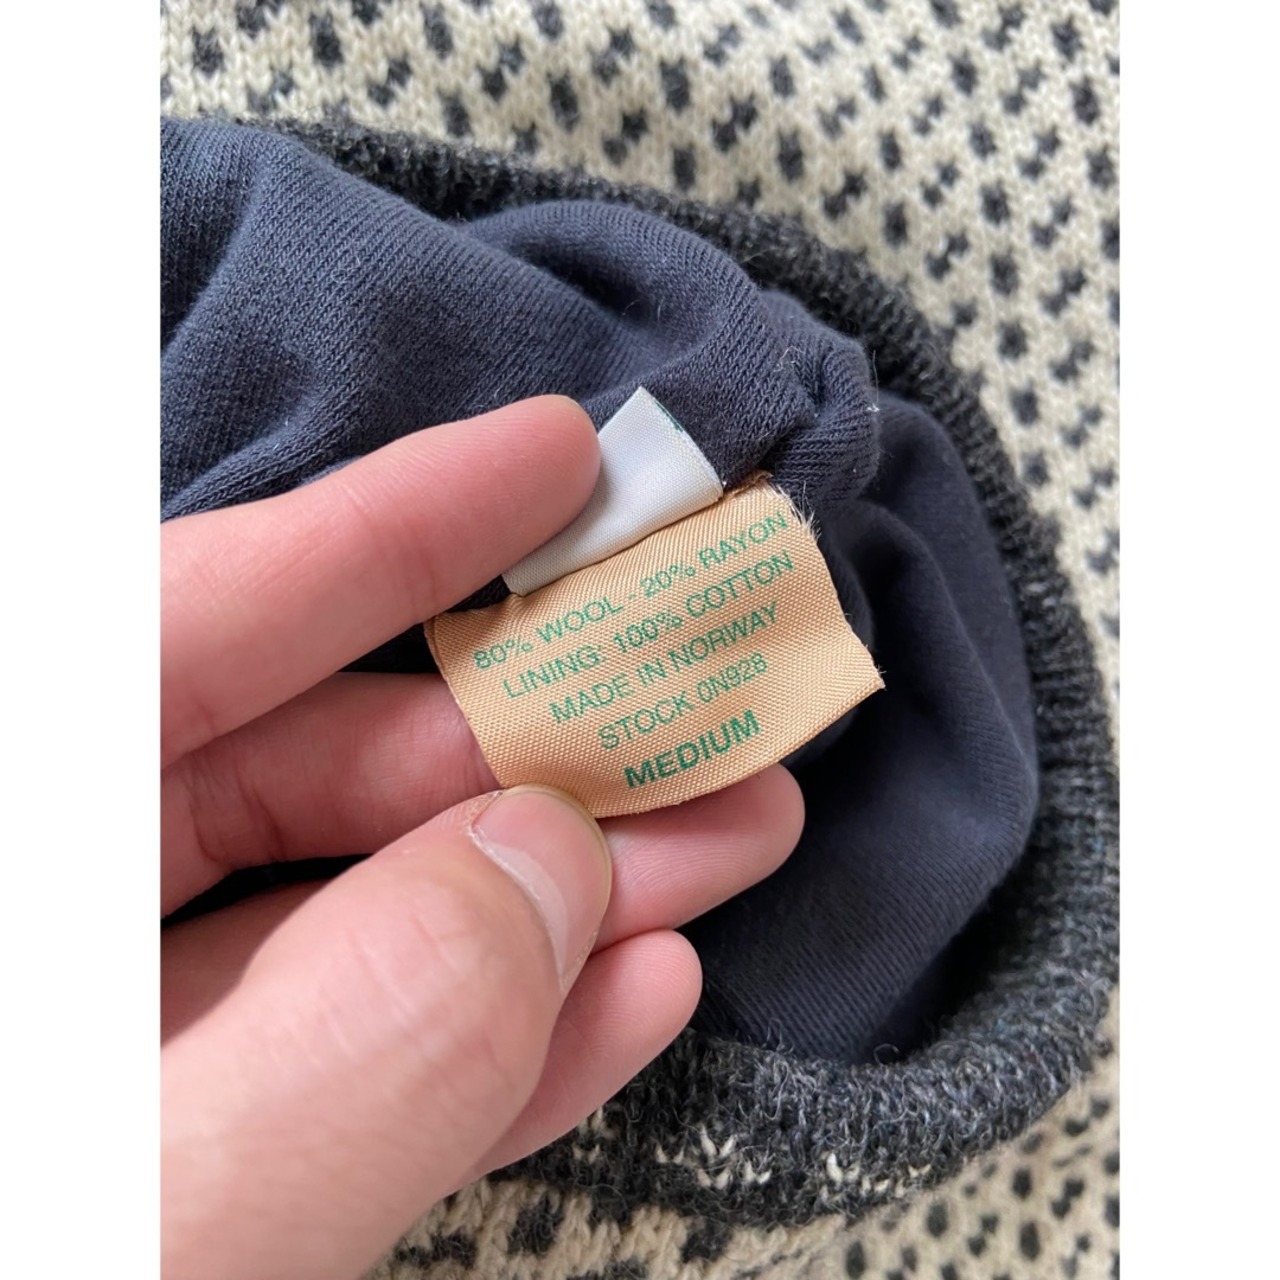 80% WOOL - 20% RAYON
LINING: 100% COTTON
MADE IN NORWAY
STOCK 0N928
MEDIUM